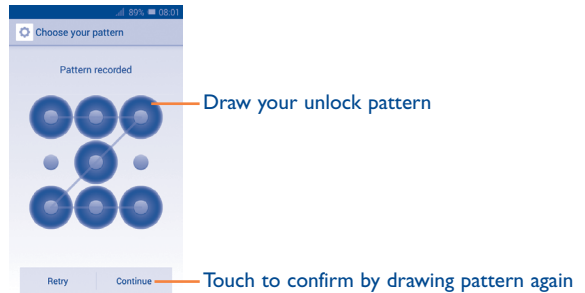 89% 08:01
Choose your pattern
Pattern recorded
Draw your unlock pattern
Retry Continue Touch to confirm by drawing pattern again